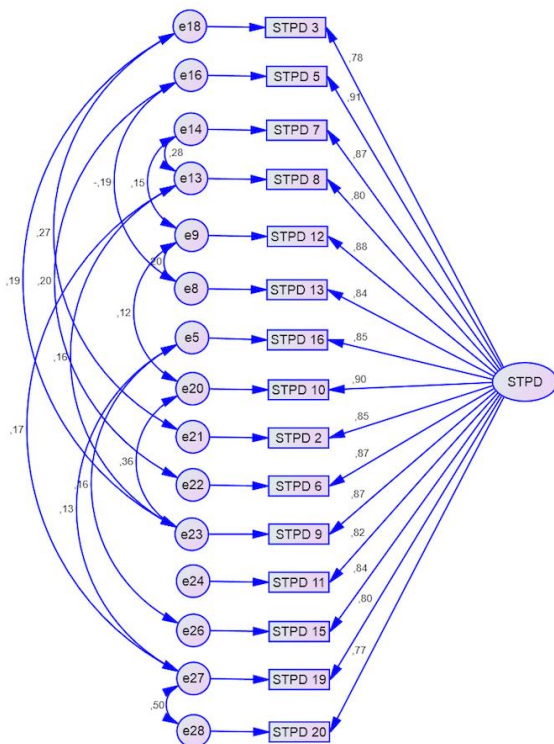 e18 STPD 3
,78
e16 STPD 5
,91
e14 STPD 7
,87
,28
e13 STPD 8
,80
-,19 ,15
e9 STPD 12
,88
,27
,20
,19 ,20
e8 STPD 13
,84
,12
e5 STPD 16
,85
,16
STPD
e20 STPD 10
,90
,17
e21 STPD 2
,85
,36
e22 STPD 6
,87
,16
,13
e23 STPD 9
,87
e24 STPD 11
,82
e26 STPD 15
,84
e27 STPD 19
,80
,50
e28 STPD 20
,77